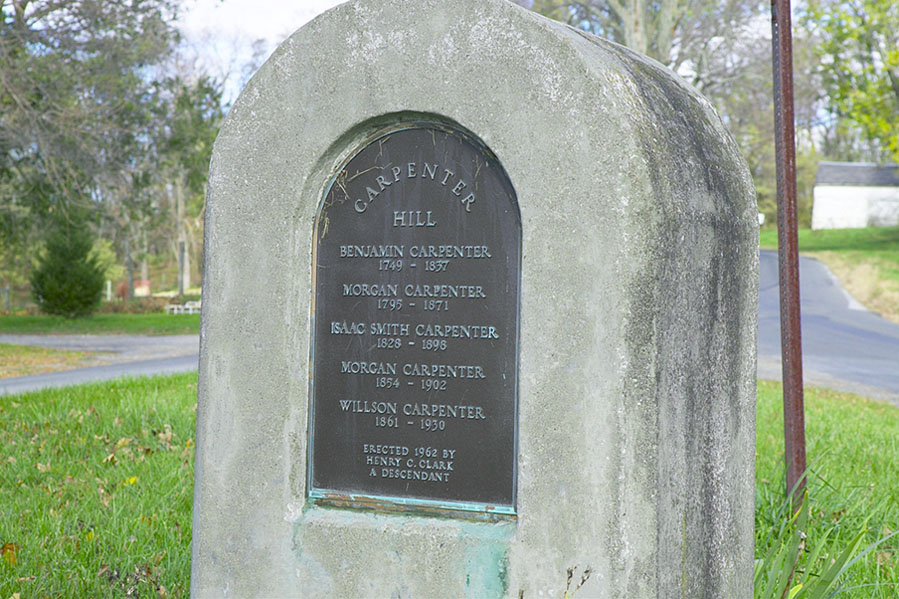 CARPENTER
HILL
BENJAMIN CARPENTER
1749 - 1837
MORGAN CARPENTER
1795 - 1871
ISAAC SMITH CARPENTER
1828 - 1898
MORGAN CARPENTER
1854 - 1902
WILLSON CARPENTER
1861 - 1930
ERECTED 1962 BY
HENRY C. CLARK
A DESCENDANT